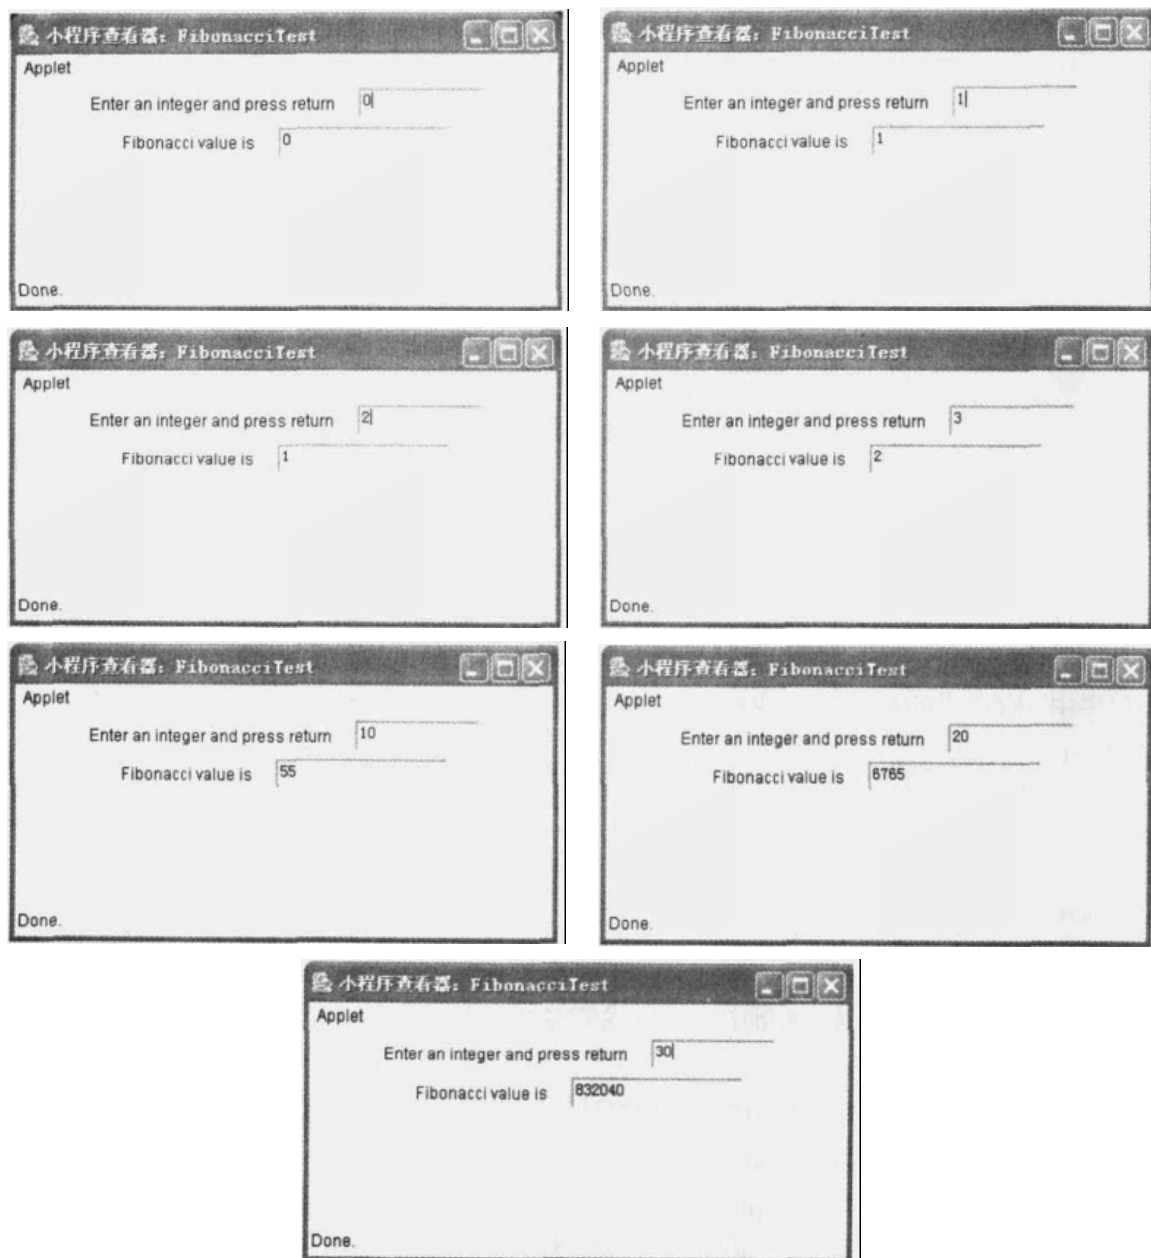 小程序查看器: FibonacciTest
Applet
Enter an integer and press return 0
Fibonacci value is 0
Done.
小程序查看器: FibonacciTest
Applet
Enter an integer and press return 1
Fibonacci value is 1
Done.
小程序查看器: FibonacciTest
Applet
Enter an integer and press return 2
Fibonacci value is 1
Done.
小程序查看器: FibonacciTest
Applet
Enter an integer and press return 3
Fibonacci value is 2
Done.
小程序查看器: FibonacciTest
Applet
Enter an integer and press return 10
Fibonacci value is 55
Done.
小程序查看器: FibonacciTest
Applet
Enter an integer and press return 20
Fibonacci value is 6765
Done.
小程序查看器: FibonacciTest
Applet
Enter an integer and press return 30
Fibonacci value is 832040
Done.